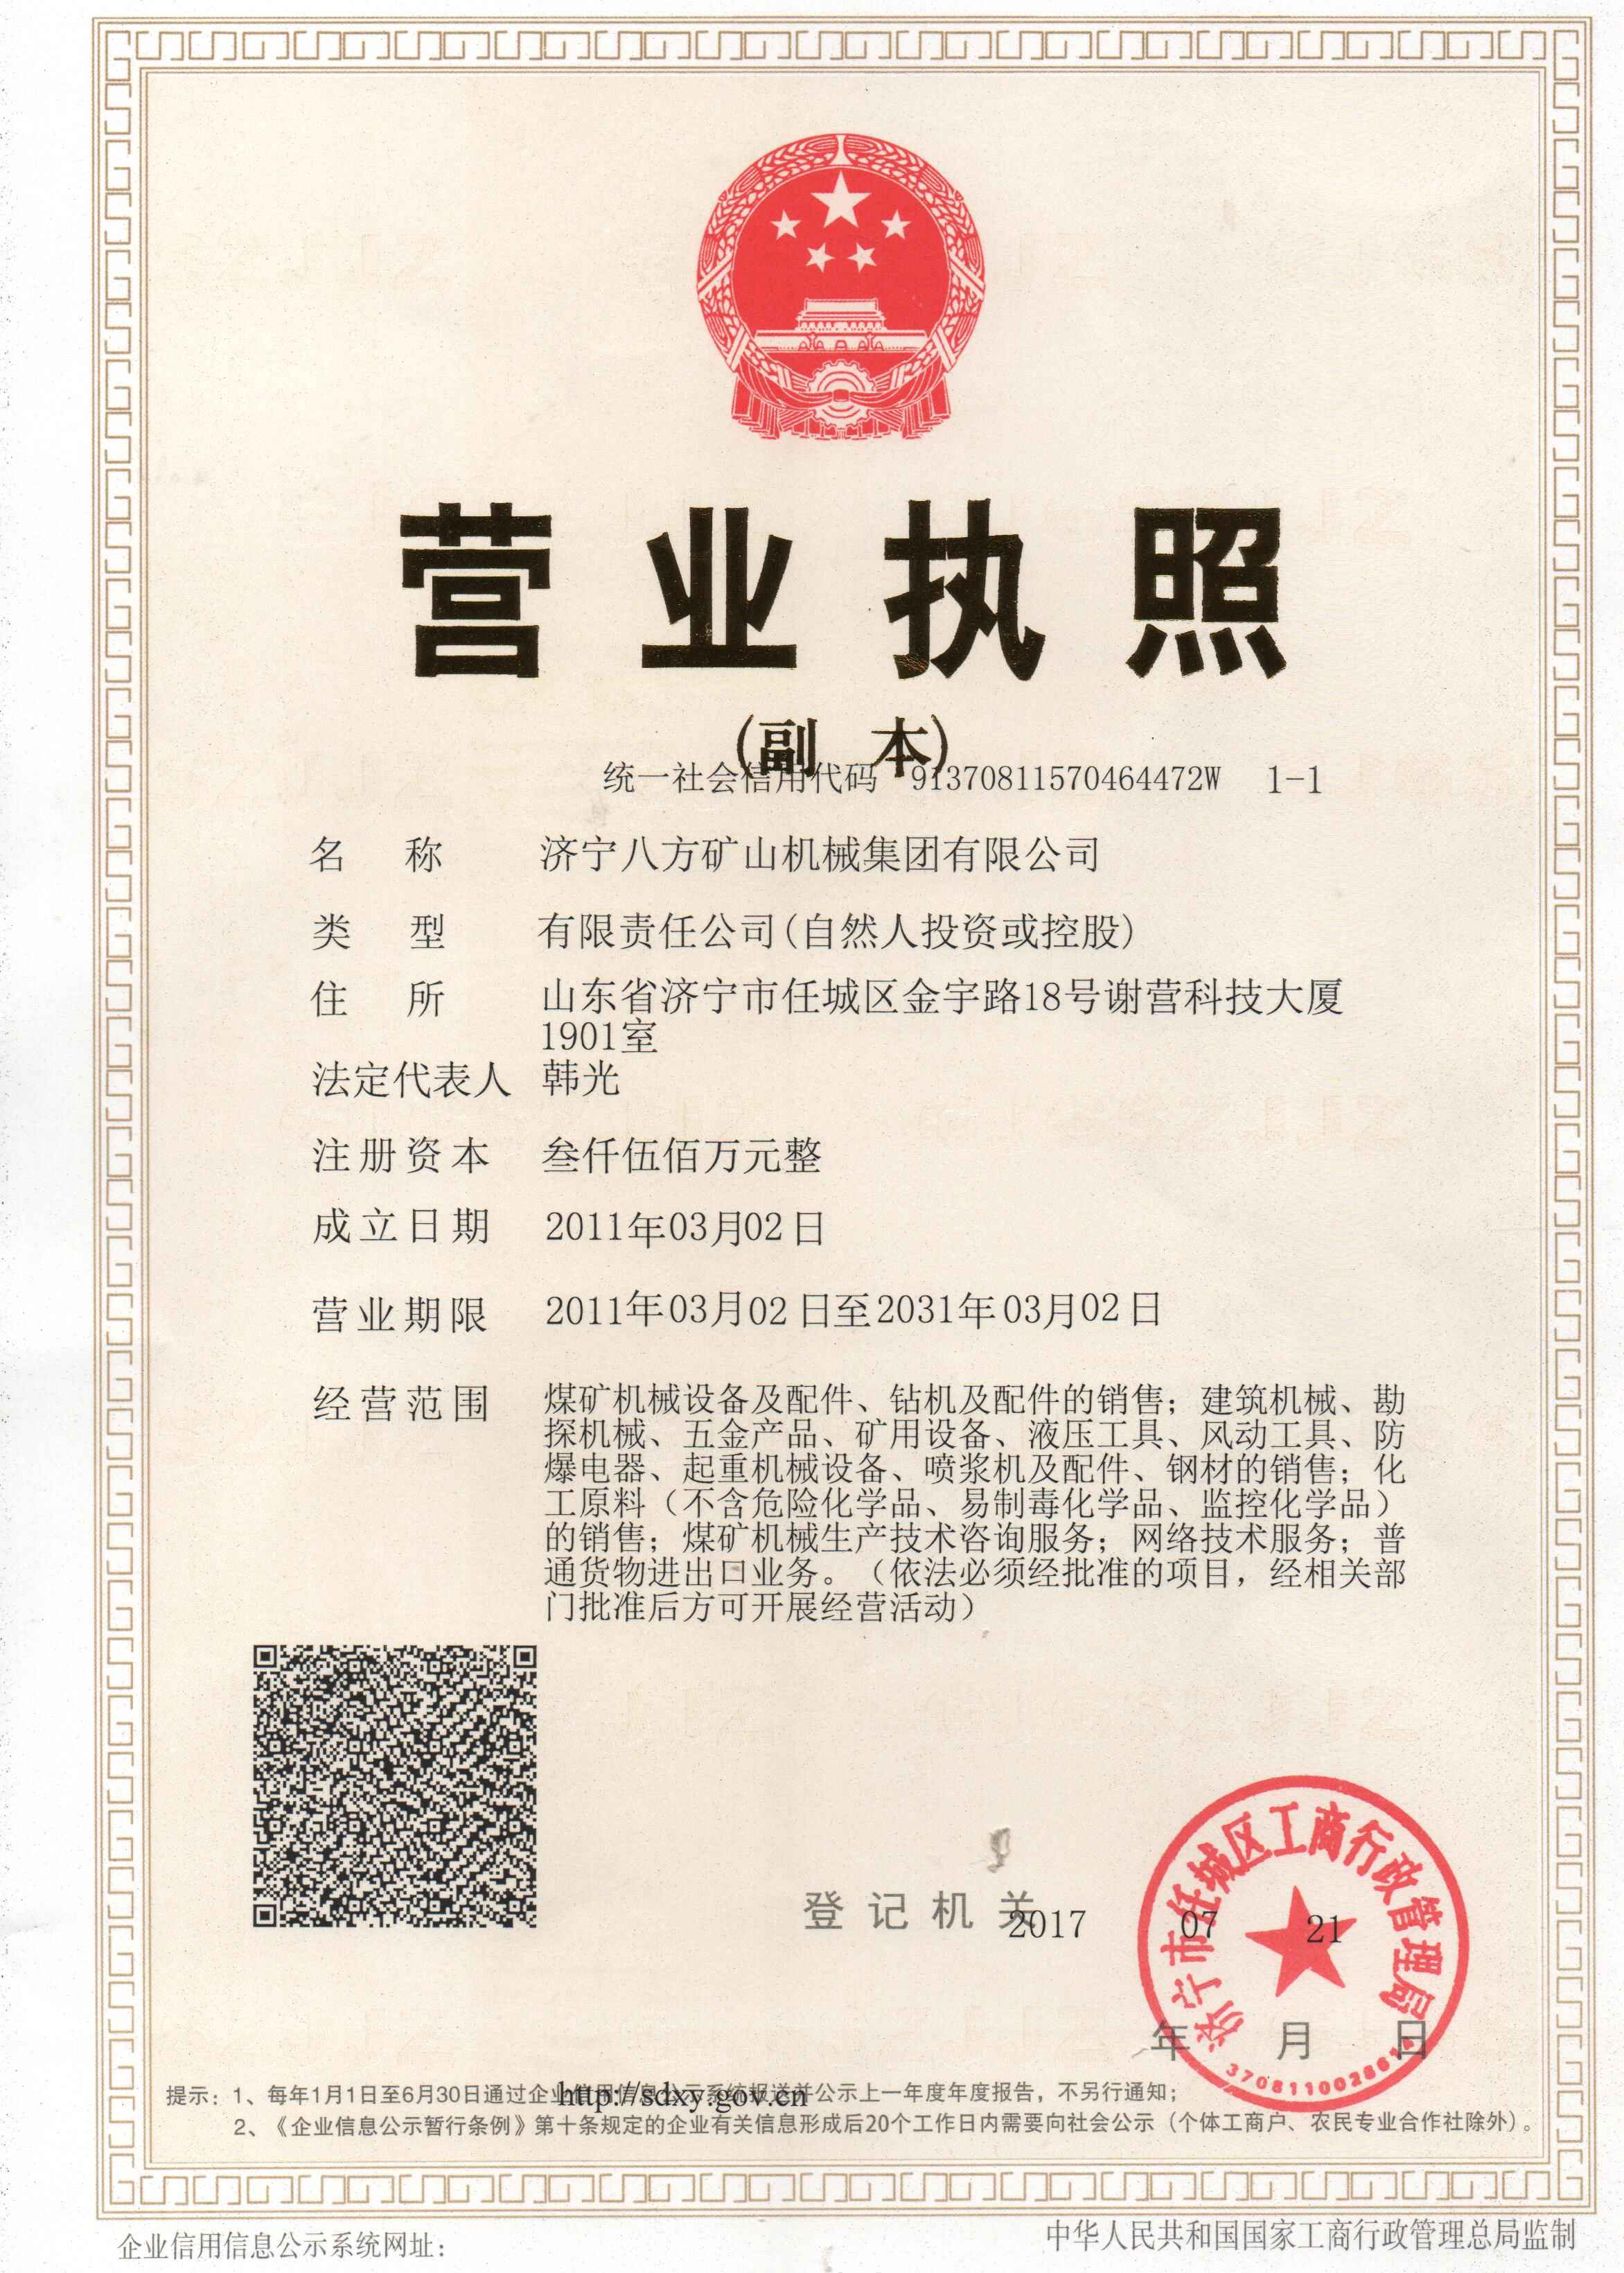 营业执照
(副 本)
统一社会信用代码 91370811570464472W 1-1
名 称 济宁八方矿山机械集团有限公司
类 型 有限责任公司(自然人投资或控股)
住 所 山东省济宁市任城区金宇路18号谢营科技大厦
1901室
法定代表人 韩光
注册资本 叁仟伍佰万元整
成立日期 2011年03月02日
营业期限 2011年03月02日至2031年03月02日
经营范围 煤矿机械设备及配件、钻机及配件的销售；建筑机械、勘
探机械、五金产品、矿用设备、液压工具、风动工具、防
爆电器、起重机械设备、喷浆机及配件、钢材的销售；化
工原料（不含危险化学品、易制毒化学品、监控化学品）
的销售；煤矿机械生产技术咨询服务；网络技术服务；普
通货物进出口业务。（依法必须经批准的项目，经相关部
门批准后方可开展经营活动）
济宁市任城区工商行政管理局
登记机关
2017 07 21
年 月 日
提示：1、每年1月1日至6月30日通过企业信用信息公示系统报送并公示上一年度年度报告，不另行通知；
http://sdxy.gov.cn
2、《企业信息公示暂行条例》第十条规定的企业有关信息形成后20个工作日内需要向社会公示（个体工商户、农民专业合作社除外）。
企业信用信息公示系统网址：
中华人民共和国国家工商行政管理总局监制